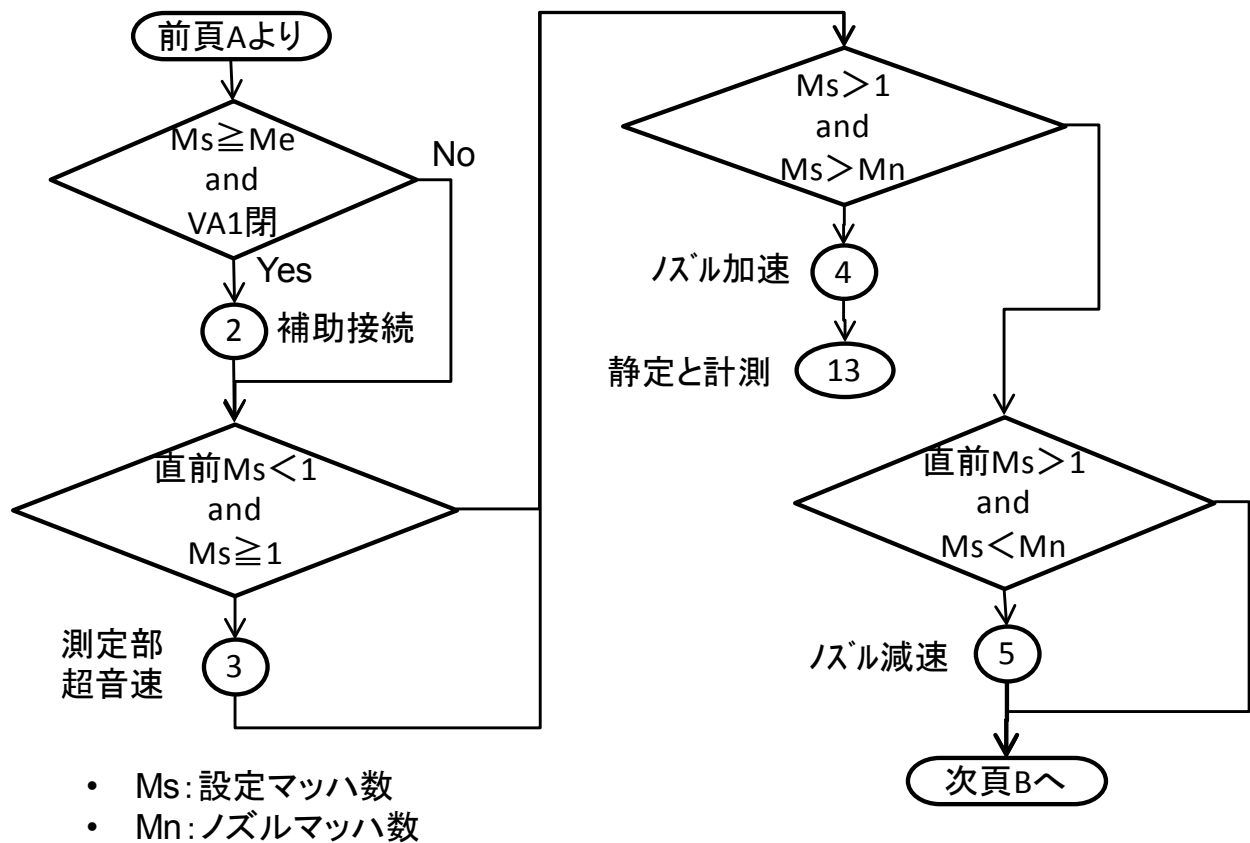 前頁Aより
Ms≧Me
and
VA1閉
No
Yes
2
補助接続
直前Ms＜1
and
Ms≧1
測定部
超音速
3
Ms＞1
and
Ms＞Mn
ﾉｽﾞﾙ加速
4
静定と計測
13
直前Ms＞1
and
Ms＜Mn
ﾉｽﾞﾙ減速
5
次頁Bへ
• Ms：設定マッハ数
• Mn：ノズルマッハ数